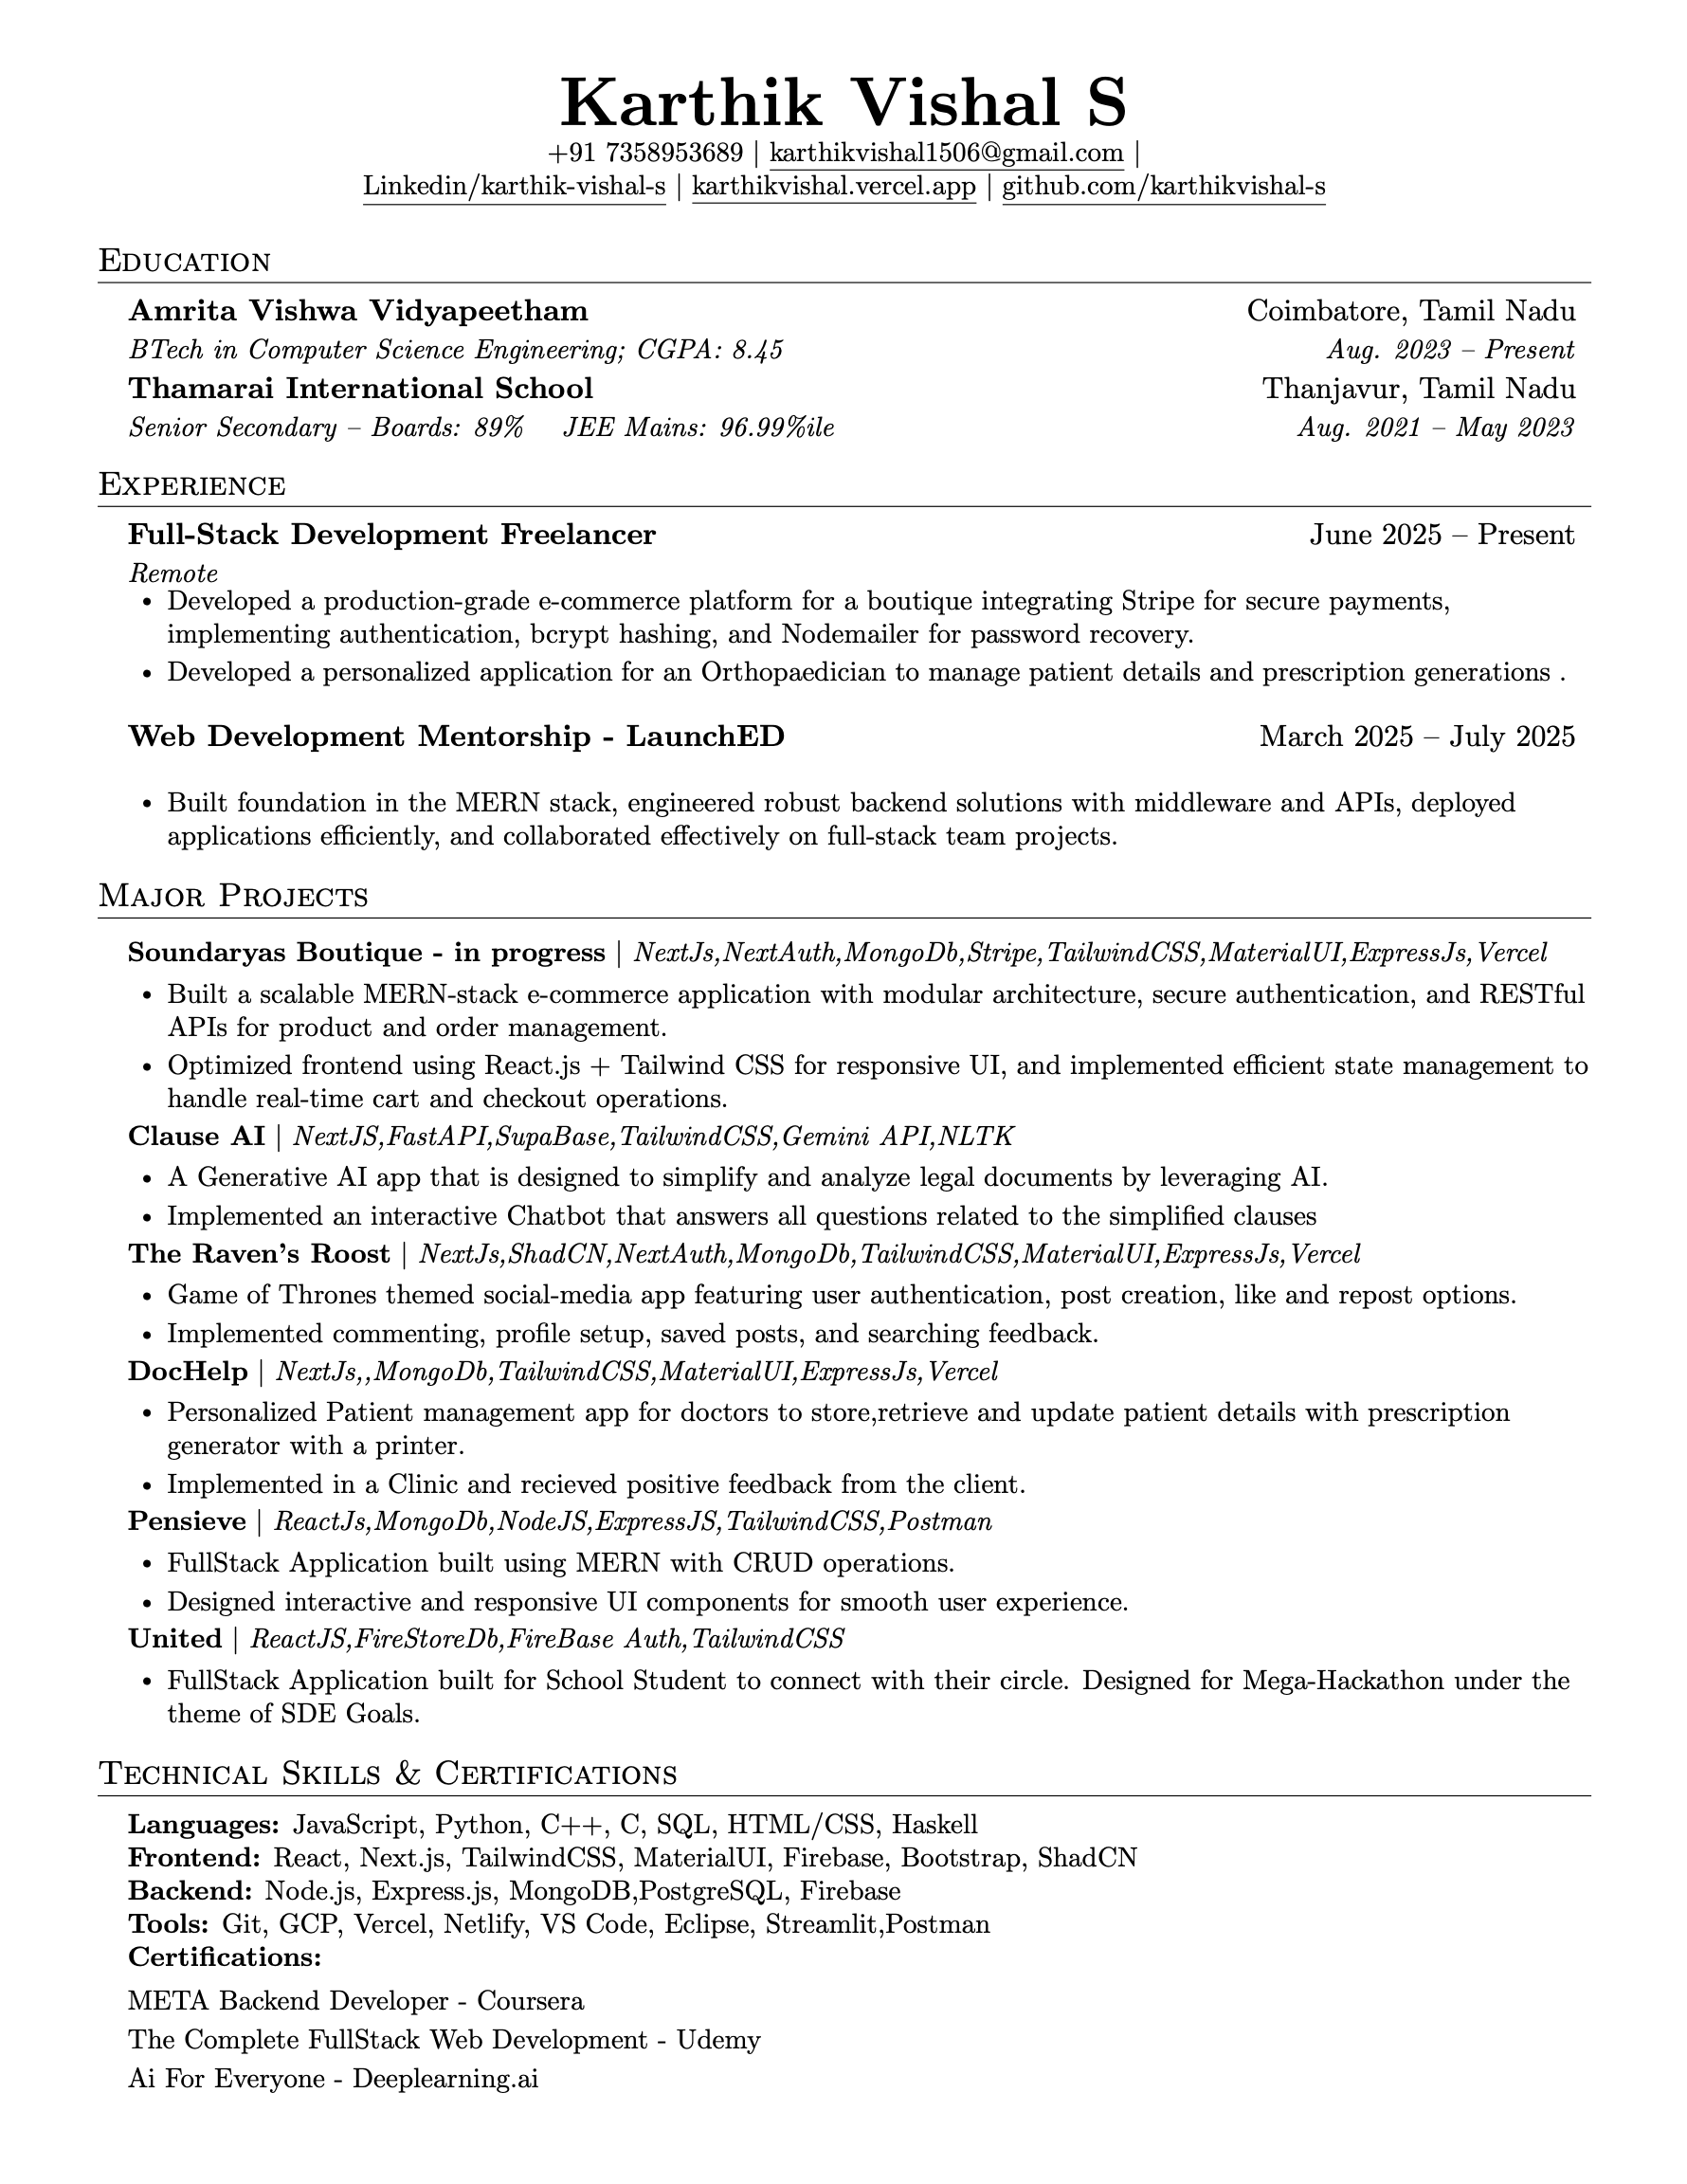 Karthik Vishal S
+91 7358953689 | karthikvishal1506@gmail.com |
Linkedin/karthik-vishal-s | karthikvishal.vercel.app | github.com/karthikvishal-s
Education
Amrita Vishwa Vidyapeetham Coimbatore, Tamil Nadu
BTech in Computer Science Engineering; CGPA: 8.45 Aug. 2023 – Present
Thamarai International School Thanjavur, Tamil Nadu
Senior Secondary – Boards: 89% JEE Mains: 96.99%ile Aug. 2021 – May 2023
Experience
Full-Stack Development Freelancer June 2025 – Present
Remote
• Developed a production-grade e-commerce platform for a boutique integrating Stripe for secure payments,
implementing authentication, bcrypt hashing, and Nodemailer for password recovery.
• Developed a personalized application for an Orthopaedician to manage patient details and prescription generations .
Web Development Mentorship - LaunchED March 2025 – July 2025
• Built foundation in the MERN stack, engineered robust backend solutions with middleware and APIs, deployed
applications efficiently, and collaborated effectively on full-stack team projects.
Major Projects
Soundaryas Boutique - in progress | NextJs,NextAuth,MongoDb,Stripe,TailwindCSS,MaterialUI,ExpressJs,Vercel
• Built a scalable MERN-stack e-commerce application with modular architecture, secure authentication, and RESTful
APIs for product and order management.
• Optimized frontend using React.js + Tailwind CSS for responsive UI, and implemented efficient state management to
handle real-time cart and checkout operations.
Clause AI | NextJS,FastAPI,SupaBase,TailwindCSS,Gemini API,NLTK
• A Generative AI app that is designed to simplify and analyze legal documents by leveraging AI.
• Implemented an interactive Chatbot that answers all questions related to the simplified clauses
The Raven's Roost | NextJs,ShadCN,NextAuth,MongoDb,TailwindCSS,MaterialUI,ExpressJs,Vercel
• Game of Thrones themed social-media app featuring user authentication, post creation, like and repost options.
• Implemented commenting, profile setup, saved posts, and searching feedback.
DocHelp | NextJs,,MongoDb,TailwindCSS,MaterialUI,ExpressJs,Vercel
• Personalized Patient management app for doctors to store,retrieve and update patient details with prescription
generator with a printer.
• Implemented in a Clinic and recieved positive feedback from the client.
Pensieve | ReactJs,MongoDb,NodeJS,ExpressJS,TailwindCSS,Postman
• FullStack Application built using MERN with CRUD operations.
• Designed interactive and responsive UI components for smooth user experience.
United | ReactJS,FireStoreDb,FireBase Auth,TailwindCSS
• FullStack Application built for School Student to connect with their circle. Designed for Mega-Hackathon under the
theme of SDE Goals.
Technical Skills & Certifications
Languages: JavaScript, Python, C++, C, SQL, HTML/CSS, Haskell
Frontend: React, Next.js, TailwindCSS, MaterialUI, Firebase, Bootstrap, ShadCN
Backend: Node.js, Express.js, MongoDB,PostgreSQL, Firebase
Tools: Git, GCP, Vercel, Netlify, VS Code, Eclipse, Streamlit,Postman
Certifications:
META Backend Developer - Coursera
The Complete FullStack Web Development - Udemy
Ai For Everyone - Deeplearning.ai